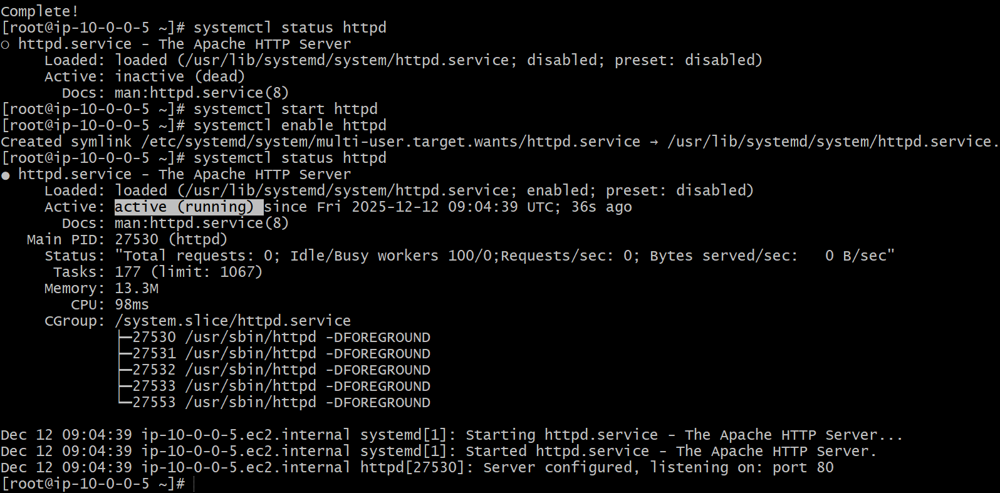 Complete!
[root@ip-10-0-0-5 ~]# systemctl status httpd
○ httpd.service - The Apache HTTP Server
     Loaded: loaded (/usr/lib/systemd/system/httpd.service; disabled; preset: disabled)
     Active: inactive (dead)
       Docs: man:httpd.service(8)
[root@ip-10-0-0-5 ~]# systemctl start httpd
[root@ip-10-0-0-5 ~]# systemctl enable httpd
Created symlink /etc/systemd/system/multi-user.target.wants/httpd.service → /usr/lib/systemd/system/httpd.service.
[root@ip-10-0-0-5 ~]# systemctl status httpd
● httpd.service - The Apache HTTP Server
     Loaded: loaded (/usr/lib/systemd/system/httpd.service; enabled; preset: disabled)
     Active: active (running) since Fri 2025-12-12 09:04:39 UTC; 36s ago
       Docs: man:httpd.service(8)
   Main PID: 27530 (httpd)
     Status: "Total requests: 0; Idle/Busy workers 100/0;Requests/sec: 0; Bytes served/sec:   0 B/sec"
      Tasks: 177 (limit: 1067)
     Memory: 13.3M
        CPU: 98ms
     CGroup: /system.slice/httpd.service
             ├─27530 /usr/sbin/httpd -DFOREGROUND
             ├─27531 /usr/sbin/httpd -DFOREGROUND
             ├─27532 /usr/sbin/httpd -DFOREGROUND
             ├─27533 /usr/sbin/httpd -DFOREGROUND
             └─27553 /usr/sbin/httpd -DFOREGROUND

Dec 12 09:04:39 ip-10-0-0-5.ec2.internal systemd[1]: Starting httpd.service - The Apache HTTP Server...
Dec 12 09:04:39 ip-10-0-0-5.ec2.internal systemd[1]: Started httpd.service - The Apache HTTP Server.
Dec 12 09:04:39 ip-10-0-0-5.ec2.internal httpd[27530]: Server configured, listening on: port 80
[root@ip-10-0-0-5 ~]#